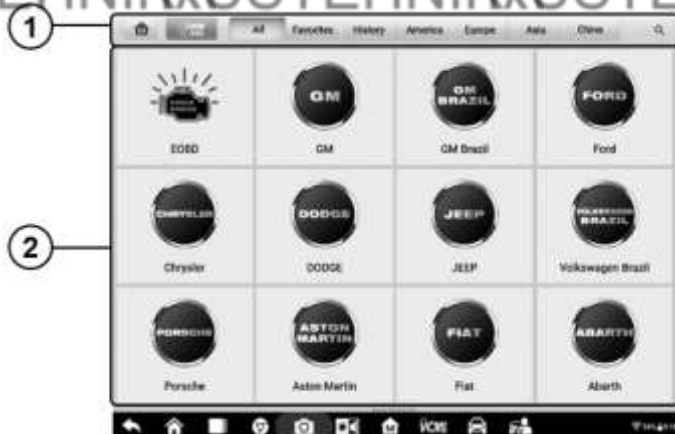 1
All Favorites History America Europe Asia China
EOBD
GM
GM
GM BRAZIL
GM Brazil
FORD
Ford
2
CHRYSLER
Chrysler
DODGE
DODGE
JEEP
JEEP
VOLKSWAGEN BRAZIL
Volkswagen Brazil
PORSCHE
Porsche
ASTON MARTIN
Aston Martin
FIAT
Fiat
ABARTH
Abarth
VCMI